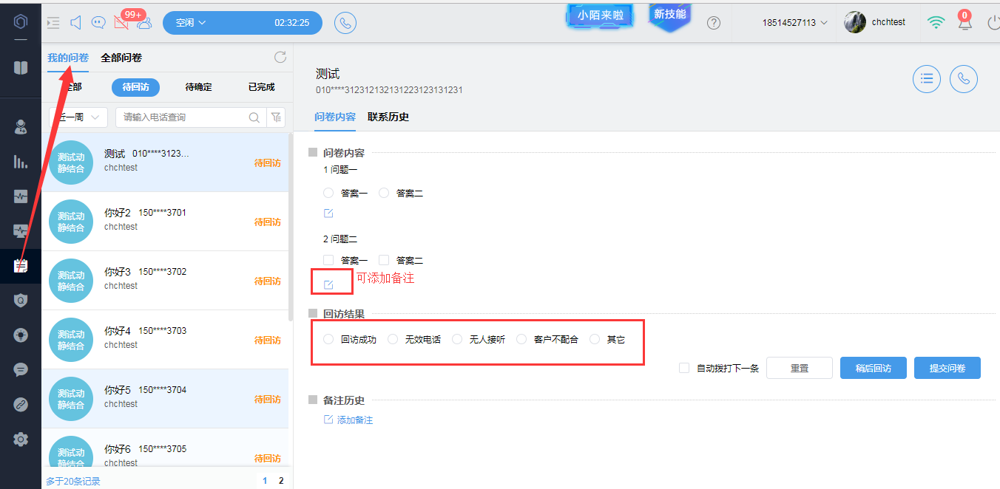 99+
空闲 02:32:25
小陌来啦
新技能
18514527113
chchtest
0
我的问卷 全部问卷
全部 待回访 待确定 已完成
近一周 请输入电话查询
测试动
静结合
测试 010****3123...
chchtest
待回访
测试动
静结合
你好2 150****3701
chchtest
待回访
测试动
静结合
你好3 150****3702
chchtest
待回访
测试动
静结合
你好4 150****3703
chchtest
待回访
测试动
静结合
你好5 150****3704
chchtest
待回访
测试动
静结合
你好6 150****3705
chchtest
待回访
多于20条记录 1 2
测试
010****312312132131223123131231
问卷内容 联系历史
问卷内容
1 问题一
答案一 答案二
2 问题二
答案一 答案二
可添加备注
回访结果
回访成功 无效电话 无人接听 客户不配合 其它
自动拨打下一条 重置 稍后回访 提交问卷
备注历史
添加备注